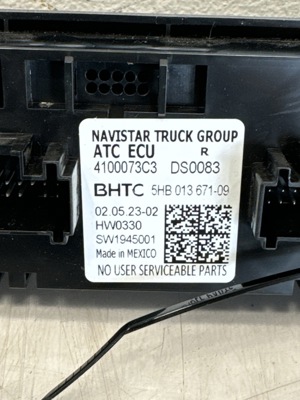 NAVISTAR TRUCK GROUP
ATC ECU R
4100073C3 DS0083
BHTC 5HB 013 671-09
02.05.23-02
HW0330
SW1945001
Made in MEXICO
NO USER SERVICEABLE PARTS